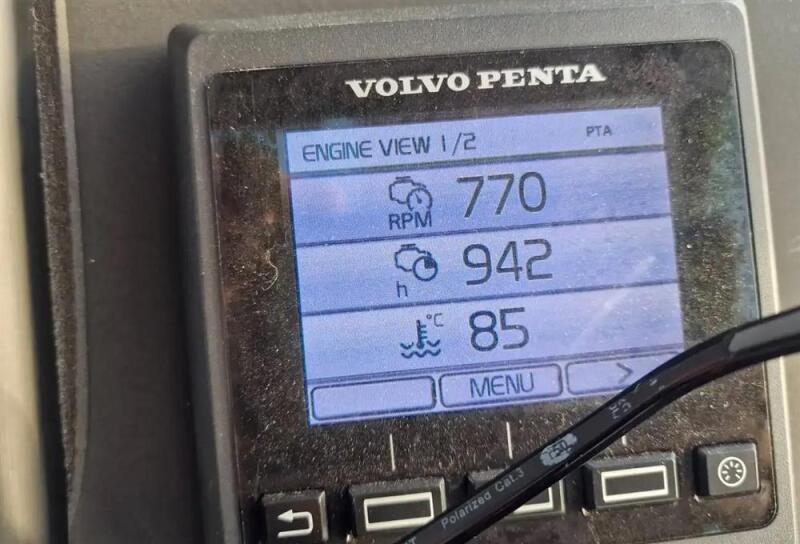 VOLVO PENTA
ENGINE VIEW 1/2 PTA
RPM 770
h 942
°C 85
MENU >
Polarized Cat.3